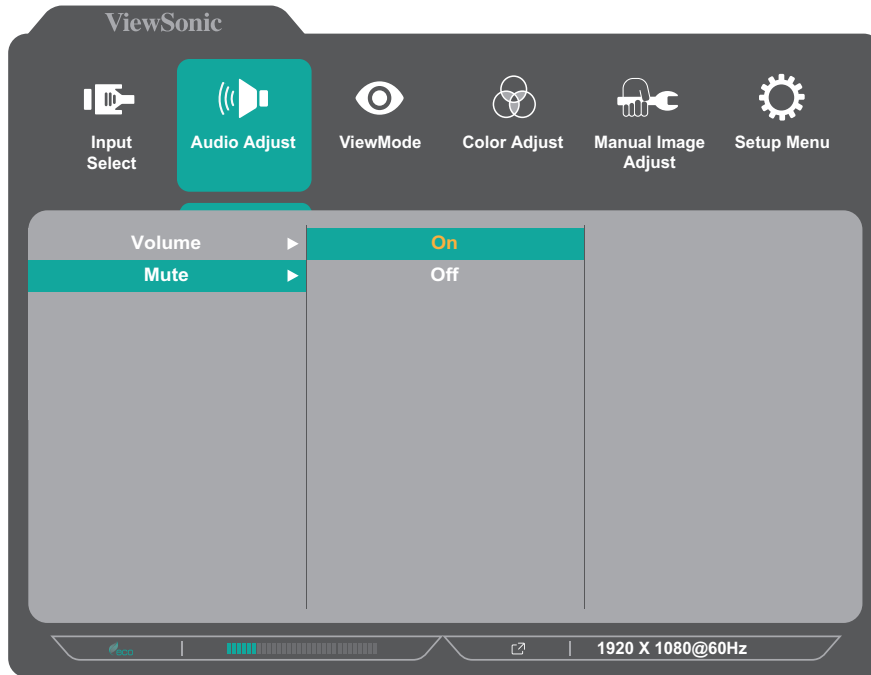 ViewSonic
Input
Select
Audio Adjust
ViewMode
Color Adjust
Manual Image
Adjust
Setup Menu
Volume
On
Mute
Off
eco
1920 X 1080@60Hz